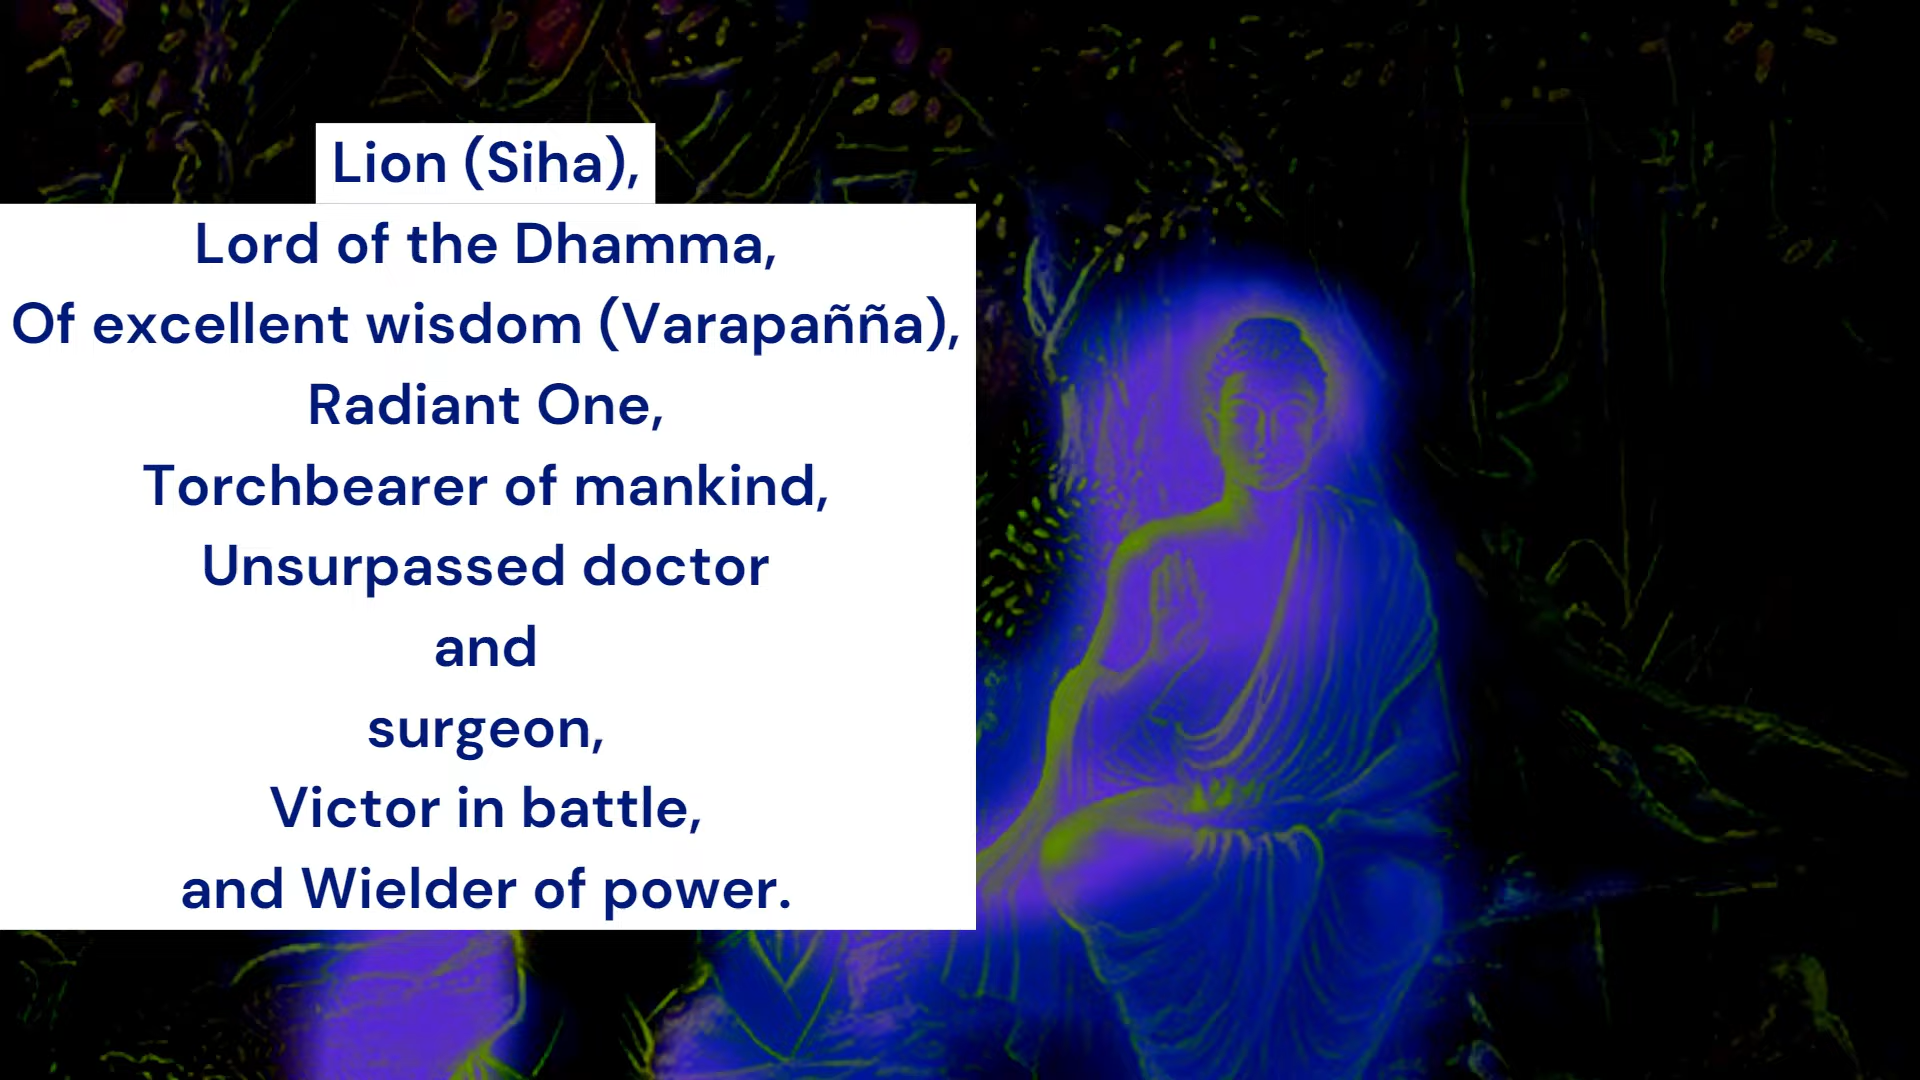 Lion (Siha),
Lord of the Dhamma,
Of excellent wisdom (Varapañña),
Radiant One,
Torchbearer of mankind,
Unsurpassed doctor
and
surgeon,
Victor in battle,
and Wielder of power.